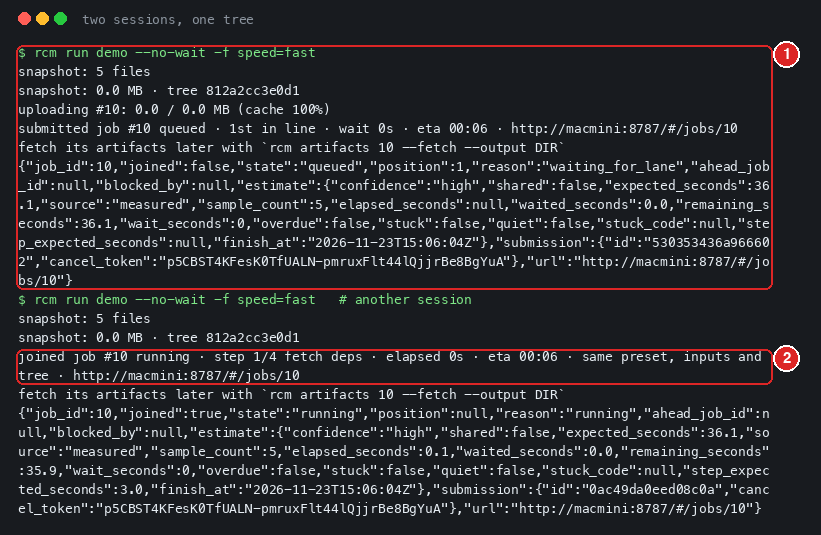 two sessions, one tree
$ rcm run demo --no-wait -f speed=fast
1
snapshot: 5 files
snapshot: 0.0 MB · tree 812a2cc3e0d1
uploading #10: 0.0 / 0.0 MB (cache 100%)
submitted job #10 queued · 1st in line · wait 0s · eta 00:06 · http://macmini:8787/#/jobs/10
fetch its artifacts later with `rcm artifacts 10 --fetch --output DIR`
{"job_id":10,"joined":false,"state":"queued","position":1,"reason":"waiting_for_lane","ahead_job
_id":null,"blocked_by":null,"estimate":{"confidence":"high","shared":false,"expected_seconds":36
.1,"source":"measured","sample_count":5,"elapsed_seconds":null,"waited_seconds":0.0,"remaining_s
econds":36.1,"wait_seconds":0,"overdue":false,"stuck":false,"quiet":false,"stuck_code":null,"ste
p_expected_seconds":null,"finish_at":"2026-11-23T15:06:04Z"},"submission":{"id":"530353436a96660
2","cancel_token":"p5CBST4KFesK0TfUALN-pmruxFlt44lQjjrBe8BgYuA"},"url":"http://macmini:8787/#/jo
bs/10"}
$ rcm run demo --no-wait -f speed=fast   # another session
snapshot: 5 files
snapshot: 0.0 MB · tree 812a2cc3e0d1
joined job #10 running · step 1/4 fetch deps · elapsed 0s · eta 00:06 · same preset, inputs and
2
tree · http://macmini:8787/#/jobs/10
fetch its artifacts later with `rcm artifacts 10 --fetch --output DIR`
{"job_id":10,"joined":true,"state":"running","position":null,"reason":"running","ahead_job_id":n
ull,"blocked_by":null,"estimate":{"confidence":"high","shared":false,"expected_seconds":36.1,"so
urce":"measured","sample_count":5,"elapsed_seconds":0.1,"waited_seconds":0.0,"remaining_seconds"
:35.9,"wait_seconds":0,"overdue":false,"stuck":false,"quiet":false,"stuck_code":null,"step_expec
ted_seconds":3.0,"finish_at":"2026-11-23T15:06:04Z"},"submission":{"id":"0ac49da0eed08c0a","canc
el_token":"p5CBST4KFesK0TfUALN-pmruxFlt44lQjjrBe8BgYuA"},"url":"http://macmini:8787/#/jobs/10"}